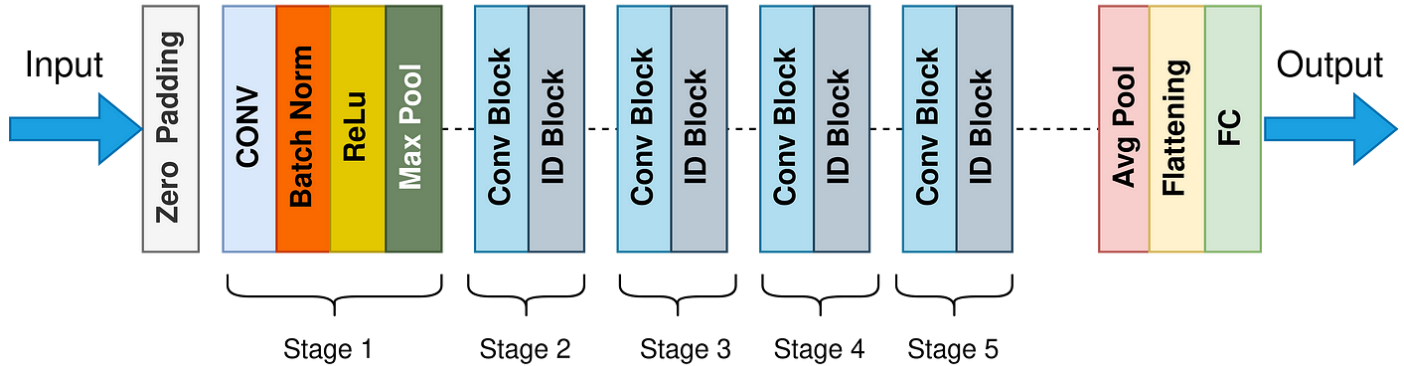 Input
Zero Padding
CONV
Batch Norm
ReLu
Max Pool
Conv Block
ID Block
Conv Block
ID Block
Conv Block
ID Block
Conv Block
ID Block
Avg Pool
Flattening
FC
Output
Stage 1
Stage 2
Stage 3
Stage 4
Stage 5